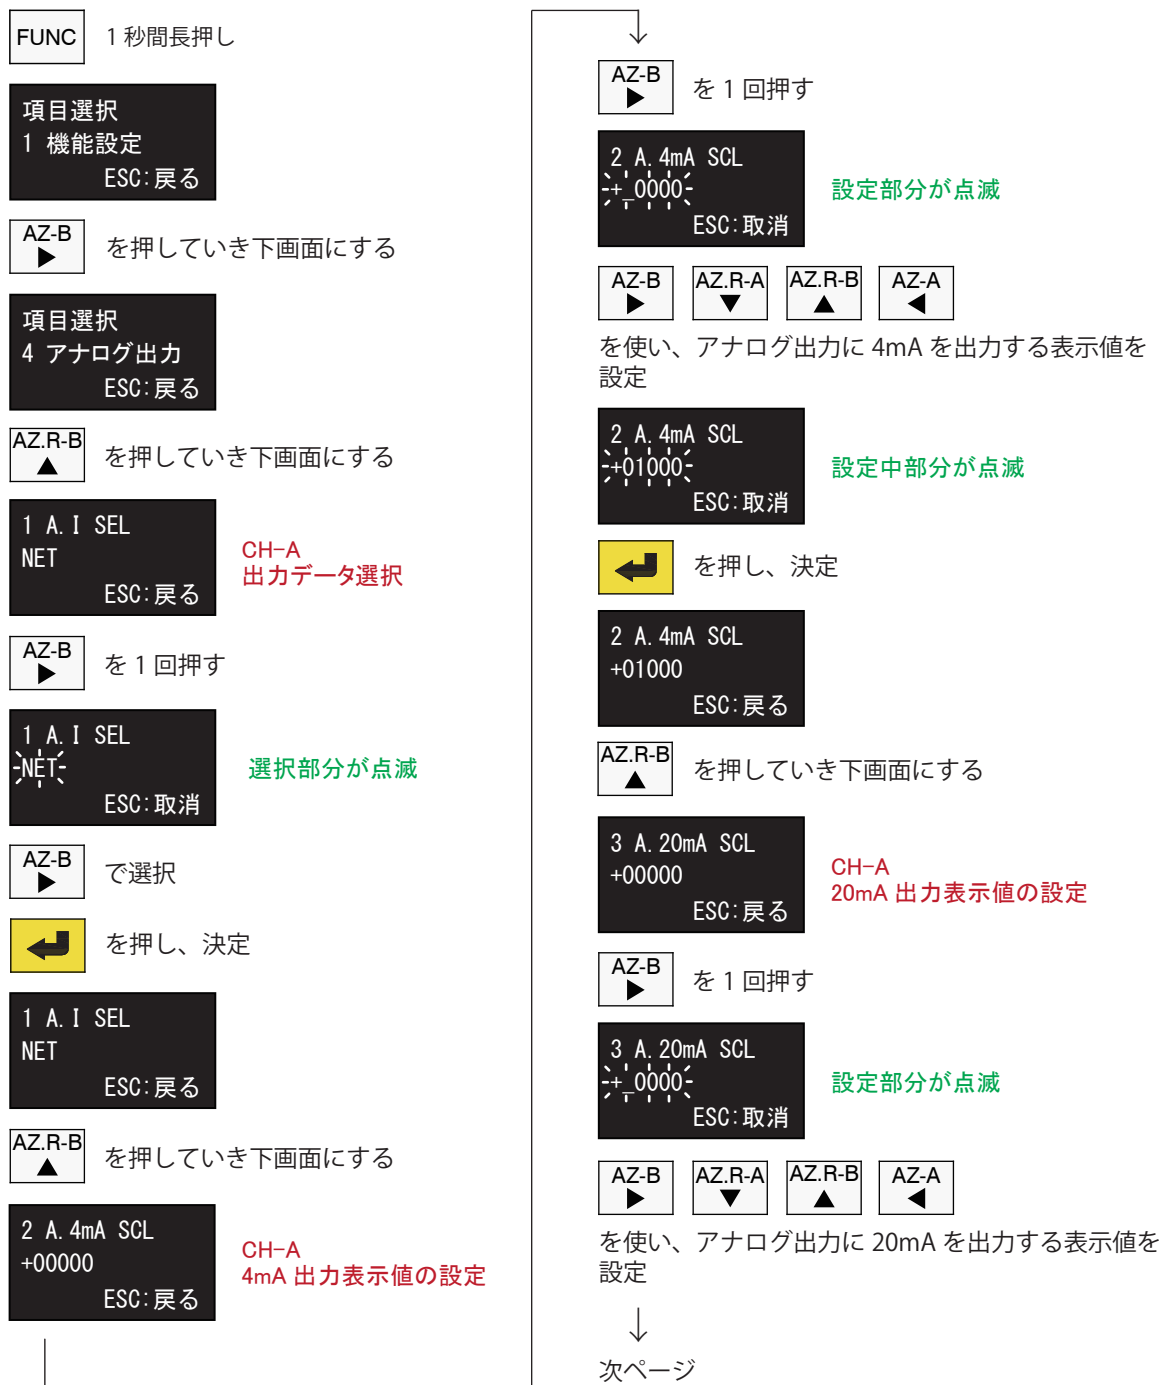 FUNC 1 秒間長押し
項目選択
1 機能設定
ESC:戻る
AZ-B を押していき下画面にする
項目選択
4 アナログ出力
ESC:戻る
AZ.R-B を押していき下画面にする
1 A.I SEL
NET
ESC:戻る
CH-A
出力データ選択
AZ-B を 1 回押す
1 A.I SEL
NET
ESC:取消
選択部分が点滅
AZ-B で選択
を押し、決定
1 A.I SEL
NET
ESC:戻る
AZ.R-B を押していき下画面にする
2 A.4mA SCL
+00000
ESC:戻る
CH-A
4mA 出力表示値の設定
AZ-B を 1 回押す
2 A.4mA SCL
+_0000
ESC:取消
設定部分が点滅
AZ-B AZ.R-A AZ.R-B AZ-A
を使い、アナログ出力に 4mA を出力する表示値を
設定
2 A.4mA SCL
+01000
ESC:取消
設定中部分が点滅
を押し、決定
2 A.4mA SCL
+01000
ESC:戻る
AZ.R-B を押していき下画面にする
3 A.20mA SCL
+00000
ESC:戻る
CH-A
20mA 出力表示値の設定
AZ-B を 1 回押す
3 A.20mA SCL
+_0000
ESC:取消
設定部分が点滅
AZ-B AZ.R-A AZ.R-B AZ-A
を使い、アナログ出力に 20mA を出力する表示値を
設定
次ページ